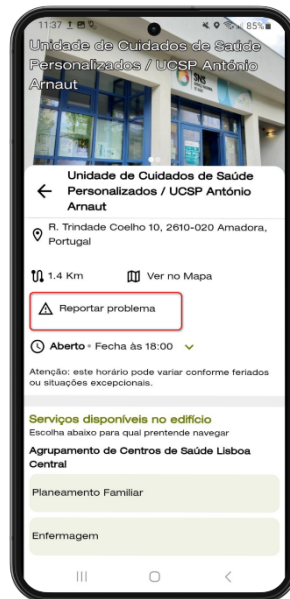 11:37
85%
Unidade de Cuidados de Saúde
Personalizados / UCSP António
Arnaut
SNS
Unidade de Cuidados de Saúde
Personalizados / UCSP António
Arnaut
R. Trindade Coelho 10, 2610-020 Amadora,
Portugal
1.4 Km Ver no Mapa
Reportar problema
Aberto • Fecha às 18:00
Atenção: este horário pode variar conforme feriados
ou situações excepcionais.
Serviços disponíveis no edifício
Escolha abaixo para qual pretende navegar
Agrupamento de Centros de Saúde Lisboa
Central
Planeamento Familiar
Enfermagem